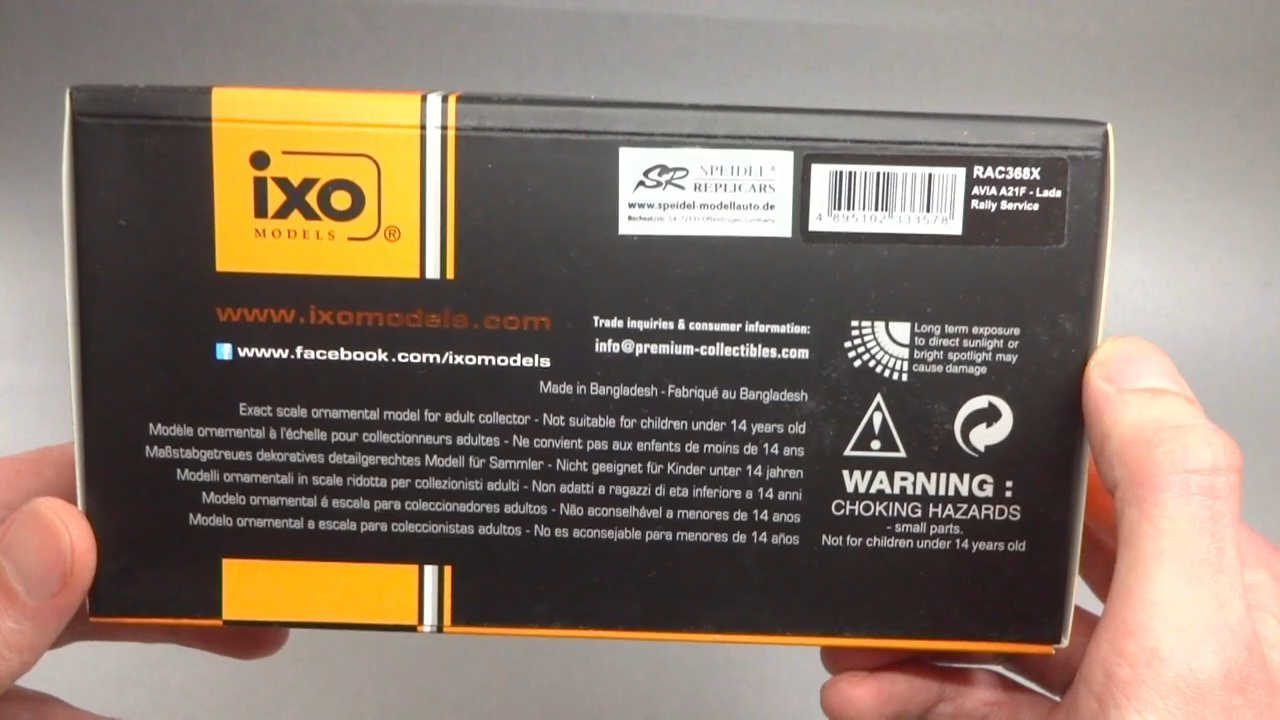 ixo
MODELS ®
SR SPEIDEL®
REPLICARS
www.speidel-modellauto.de
4 895102 333578
RAC368X
AVIA A21F - Lada
Rally Service
www.ixomodels.com
f www.facebook.com/ixomodels
Trade inquiries & consumer information:
info@premium-collectibles.com
Made in Bangladesh - Fabriqué au Bangladesh
Exact scale ornamental model for adult collector - Not suitable for children under 14 years old
Modèle ornemental à l'échelle pour collectionneurs adultes - Ne convient pas aux enfants de moins de 14 ans
Maßstabgetreues dekoratives detailgerechtes Modell für Sammler - Nicht geeignet für Kinder unter 14 jahren
Modelli ornamentali in scale ridotta per collezionisti adulti - Non adatti a ragazzi di eta inferiore a 14 anni
Modelo ornamental á escala para coleccionadores adultos - Não aconselhável a menores de 14 anos
Modelo ornamental a escala para coleccionistas adultos - No es aconsejable para menores de 14 años
Long term exposure
to direct sunlight or
bright spotlight may
cause damage
WARNING :
CHOKING HAZARDS
- small parts.
Not for children under 14 years old